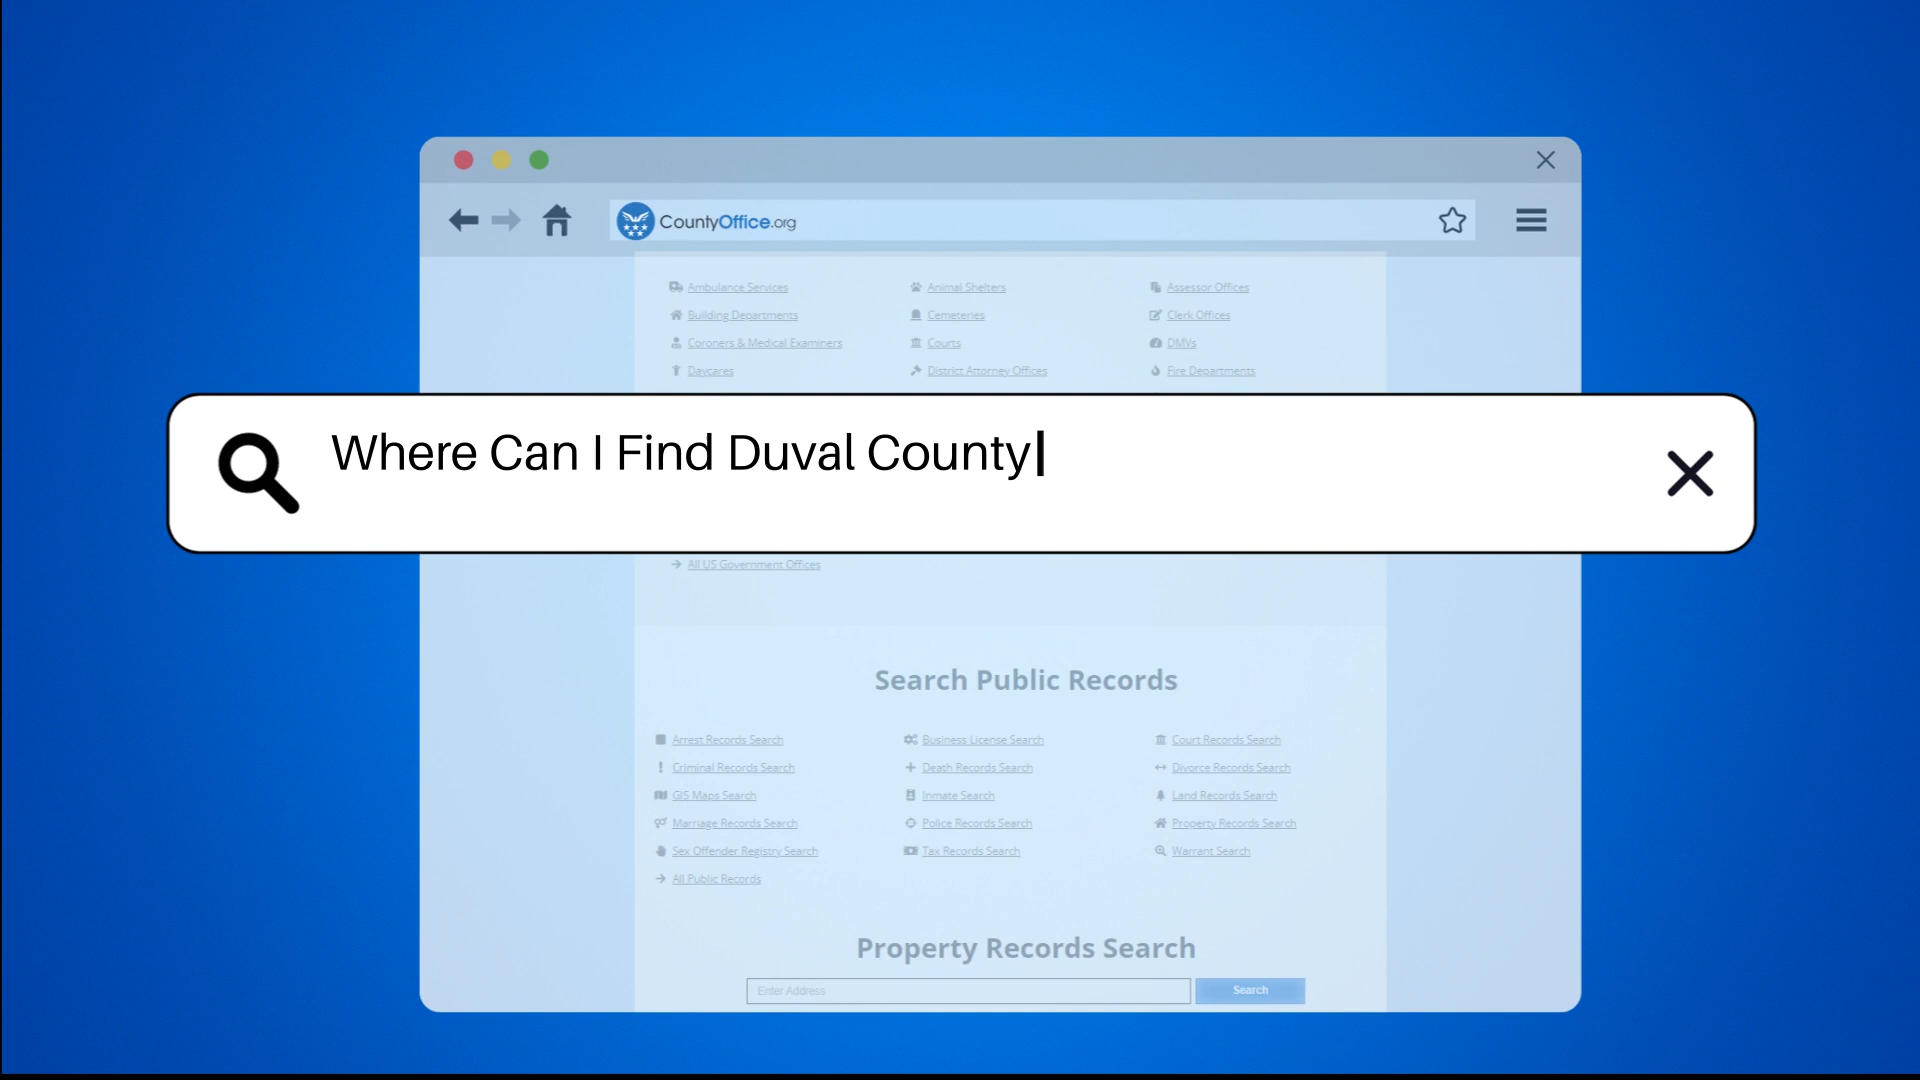 CountyOffice.org
Ambulance Services Animal Shelters Assessor Offices
Building Departments Cemeteries Clerk Offices
Coroners & Medical Examiners Courts DMVs
Daycares District Attorney Offices Fire Departments
Where Can I Find Duval County
All US Government Offices
Search Public Records
Arrest Records Search Business License Search Court Records Search
Criminal Records Search Death Records Search Divorce Records Search
GIS Maps Search Inmate Search Land Records Search
Marriage Records Search Police Records Search Property Records Search
Sex Offender Registry Search Tax Records Search Warrant Search
All Public Records
Property Records Search
Enter Address Search